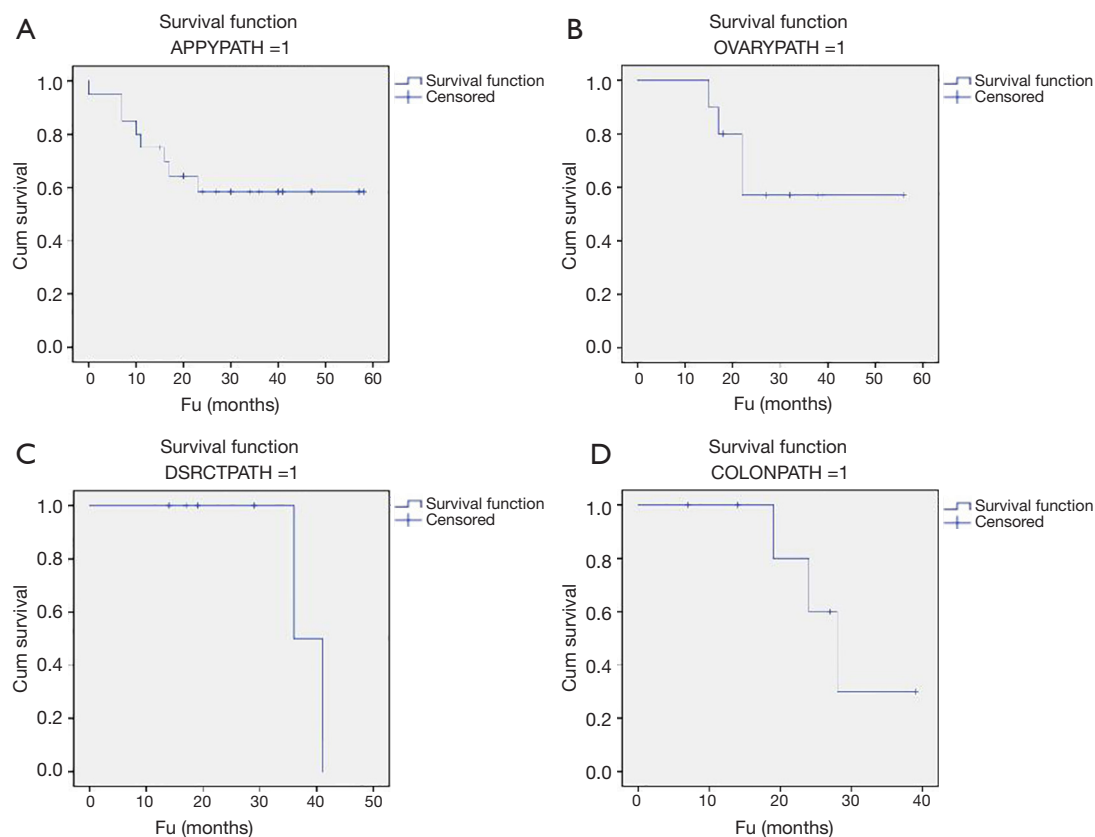 A
Survival function
APPYPATH =1
1.0
0.8
0.6
0.4
0.2
0.0
Cum survival
0 10 20 30 40 50 60
Fu (months)
Survival function
Censored
B
Survival function
OVARYPATH =1
1.0
0.8
0.6
0.4
0.2
0.0
Cum survival
0 10 20 30 40 50 60
Fu (months)
Survival function
Censored
C
Survival function
DSRCTPATH =1
1.0
0.8
0.6
0.4
0.2
0.0
Cum survival
0 10 20 30 40 50
Fu (months)
Survival function
Censored
D
Survival function
COLONPATH =1
1.0
0.8
0.6
0.4
0.2
0.0
Cum survival
0 10 20 30 40
Fu (months)
Survival function
Censored